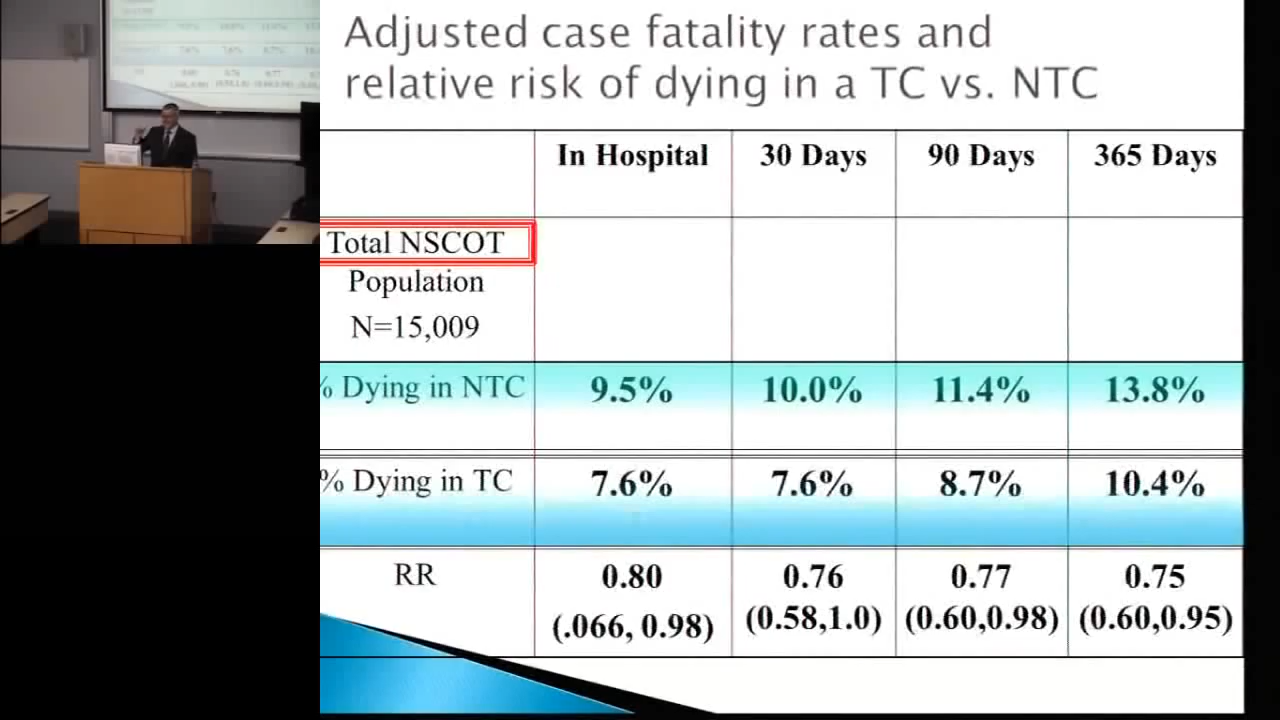 Adjusted case fatality rates and
relative risk of dying in a TC vs. NTC
In Hospital 30 Days 90 Days 365 Days
Total NSCOT
Population
N=15,009
% Dying in NTC 9.5% 10.0% 11.4% 13.8%
% Dying in TC 7.6% 7.6% 8.7% 10.4%
RR 0.80 0.76 0.77 0.75
(.066, 0.98) (0.58,1.0) (0.60,0.98) (0.60,0.95)